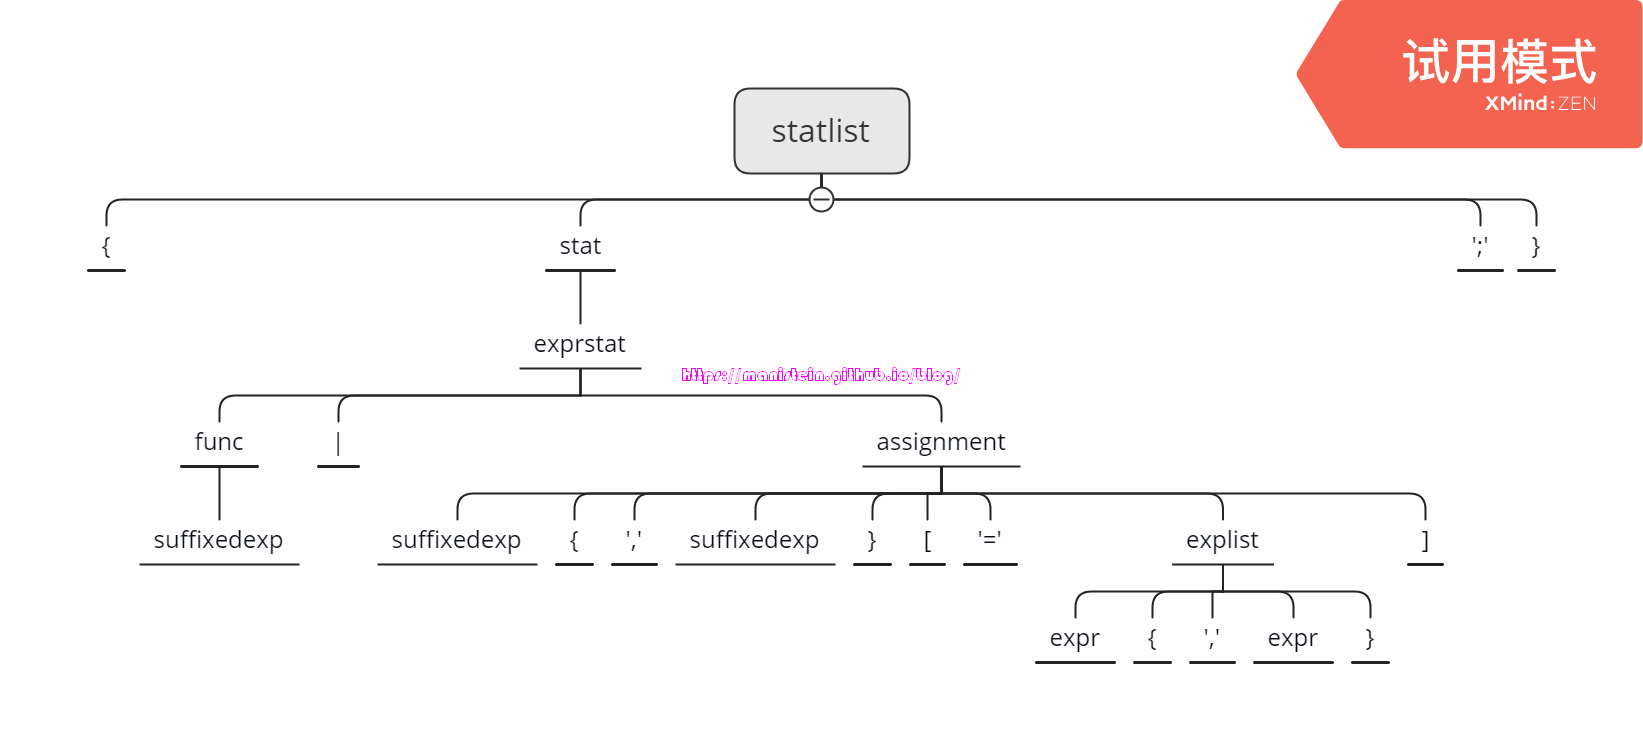 试用模式
XMind:ZEN
statlist
{ stat ';' }
exprstat
https://manistein.github.io/blog/
func | assignment
suffixedexp suffixedexp { ',' suffixedexp } [ '=' explist ]
expr { ',' expr }